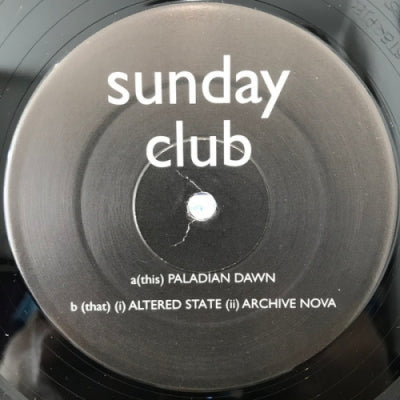 sunday
club
a(this) PALADIAN DAWN
b (that) (i) ALTERED STATE (ii) ARCHIVE NOVA